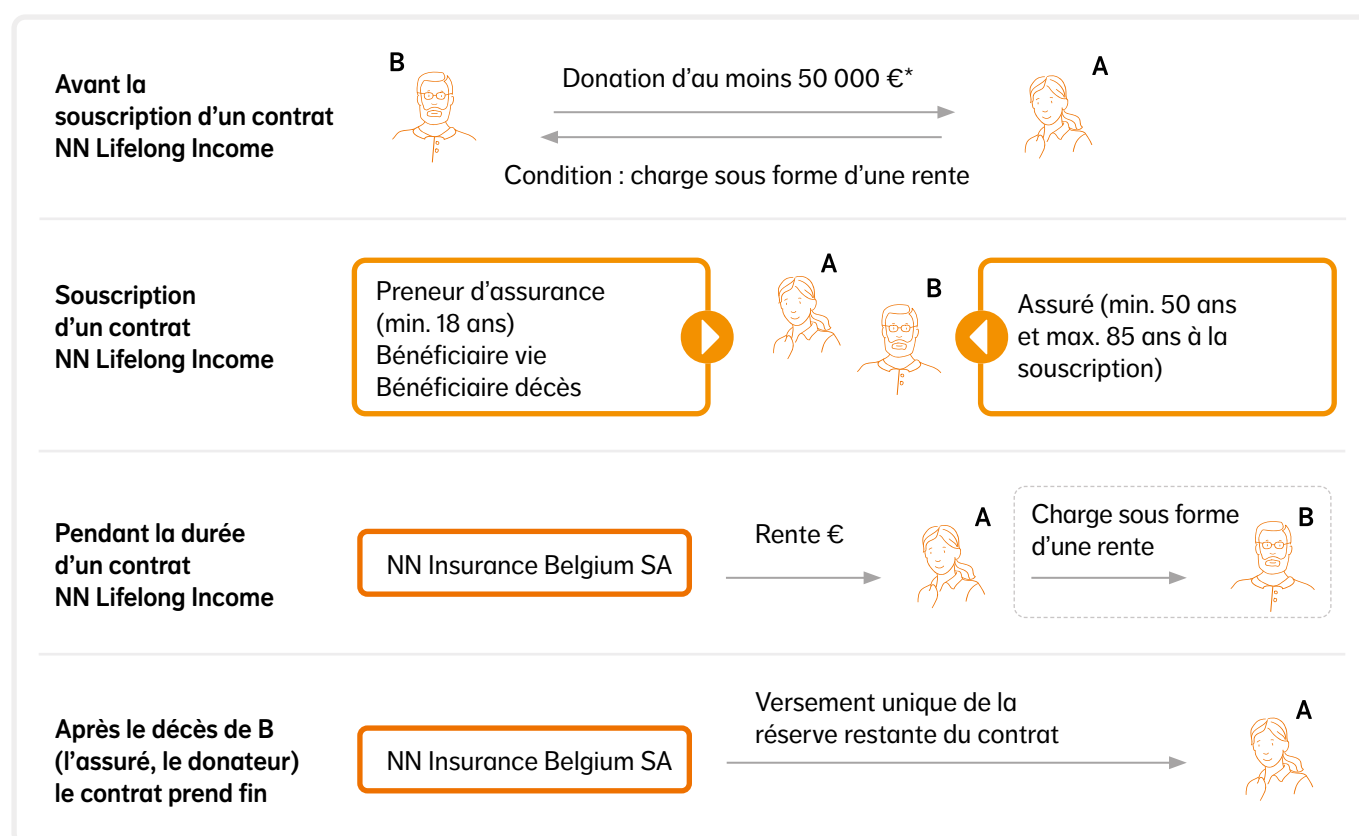 Avant la
souscription d'un contrat
NN Lifelong Income
B
Donation d'au moins 50 000 €*
A
Condition : charge sous forme d'une rente
Souscription
d'un contrat
NN Lifelong Income
Preneur d'assurance
(min. 18 ans)
Bénéficiaire vie
Bénéficiaire décès
A
B
Assuré (min. 50 ans
et max. 85 ans à la
souscription)
Pendant la durée
d'un contrat
NN Lifelong Income
NN Insurance Belgium SA
Rente €
A
Charge sous forme
d'une rente
B
Après le décès de B
(l'assuré, le donateur)
le contrat prend fin
NN Insurance Belgium SA
Versement unique de la
réserve restante du contrat
A